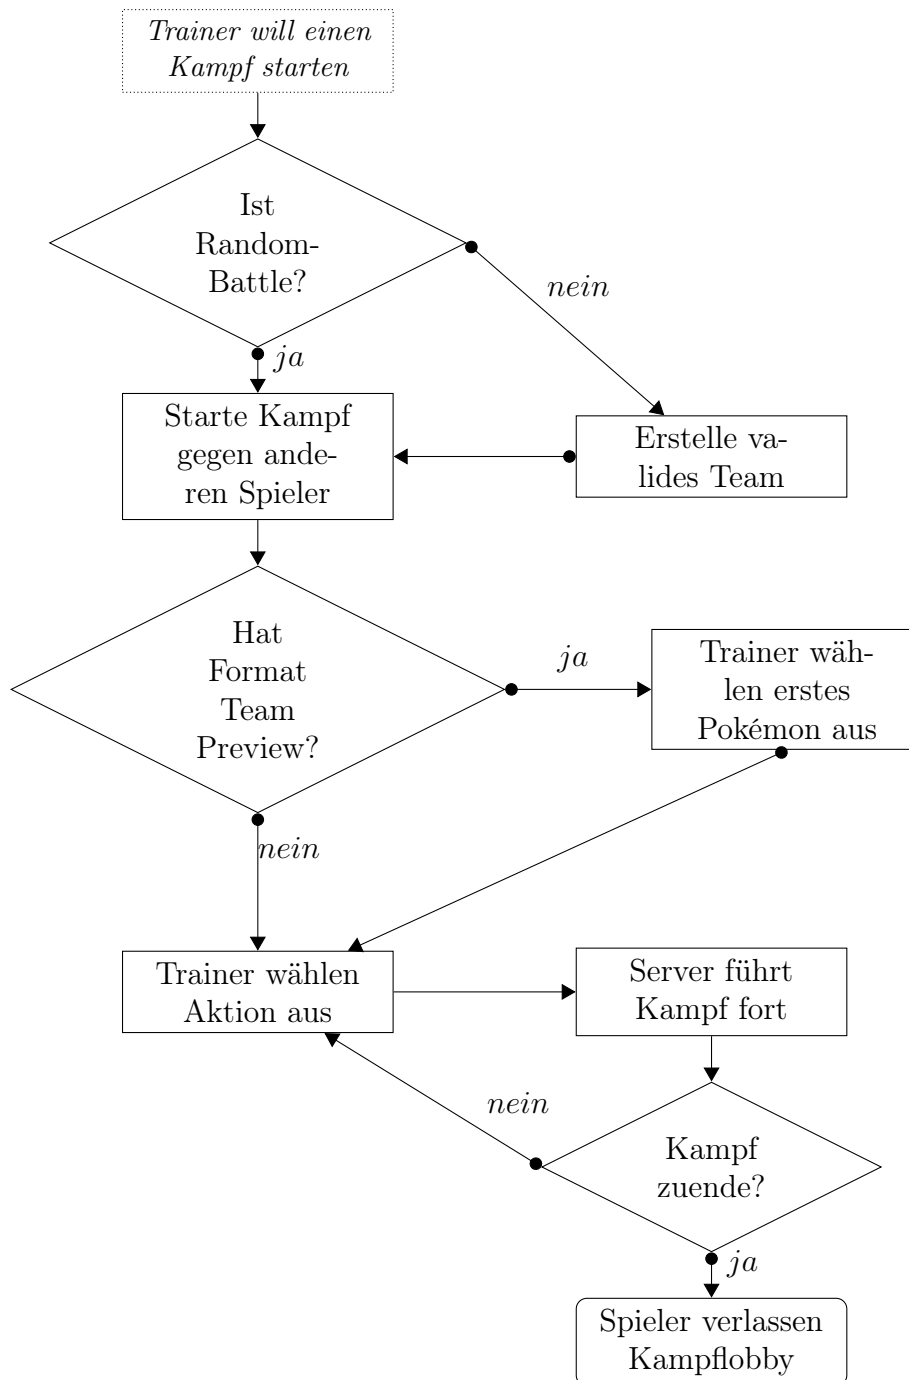 Trainer will einen
Kampf starten
Ist
Random-
Battle?
nein
ja
Starte Kampf
gegen ande-
ren Spieler
Erstelle va-
lides Team
Hat
Format
Team
Preview?
ja
Trainer wäh-
len erstes
Pokémon aus
nein
Trainer wählen
Aktion aus
Server führt
Kampf fort
nein
Kampf
zuende?
ja
Spieler verlassen
Kampflobby